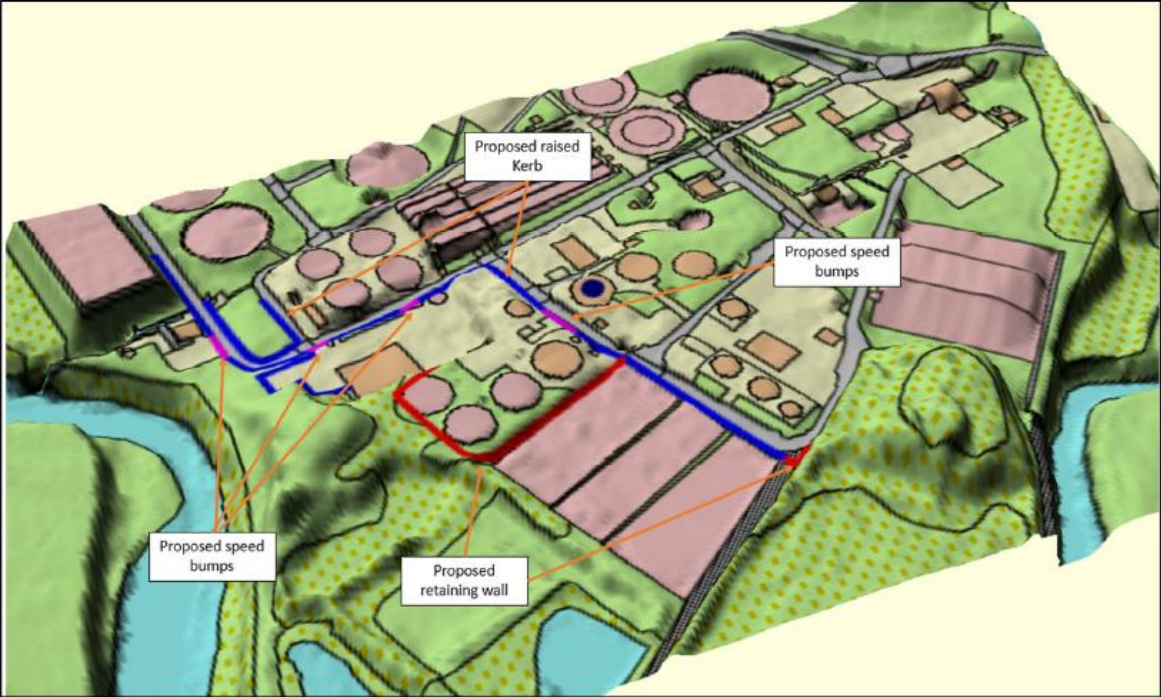 Proposed raised
Kerb
Proposed speed
bumps
Proposed speed
bumps
Proposed
retaining wall